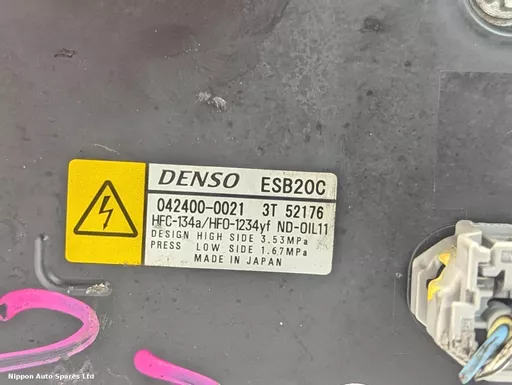 DENSO ESB20C
042400-0021 3T 52176
HFC-134a/HFO-1234yf ND-OIL11
DESIGN HIGH SIDE 3.53MPa
PRESS LOW SIDE 1.67MPa
MADE IN JAPAN
Nippon Auto Spares Ltd